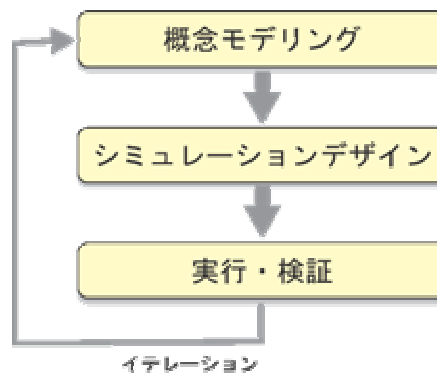 概念モデリング
シミュレーションデザイン
実行・検証
イテレーション